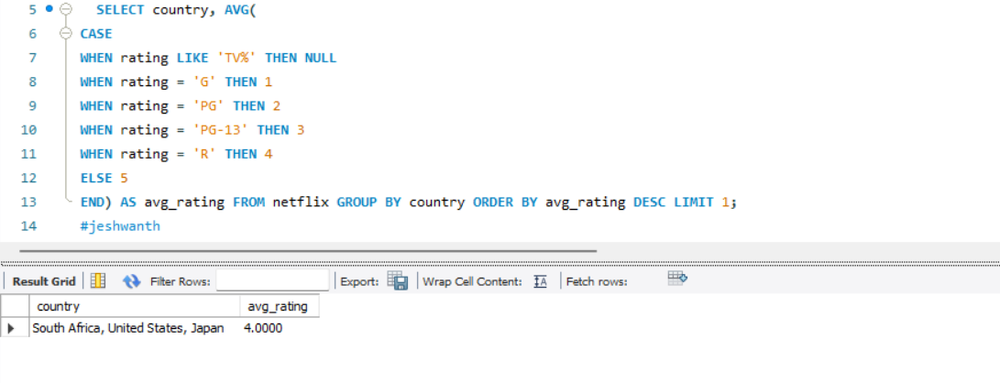 5 SELECT country, AVG(
6 CASE
7 WHEN rating LIKE 'TV%' THEN NULL
8 WHEN rating = 'G' THEN 1
9 WHEN rating = 'PG' THEN 2
10 WHEN rating = 'PG-13' THEN 3
11 WHEN rating = 'R' THEN 4
12 ELSE 5
13 END) AS avg_rating FROM netflix GROUP BY country ORDER BY avg_rating DESC LIMIT 1;
14 #jeshwanth
Result Grid Filter Rows: Export: Wrap Cell Content: IA Fetch rows:
country avg_rating
South Africa, United States, Japan 4.0000